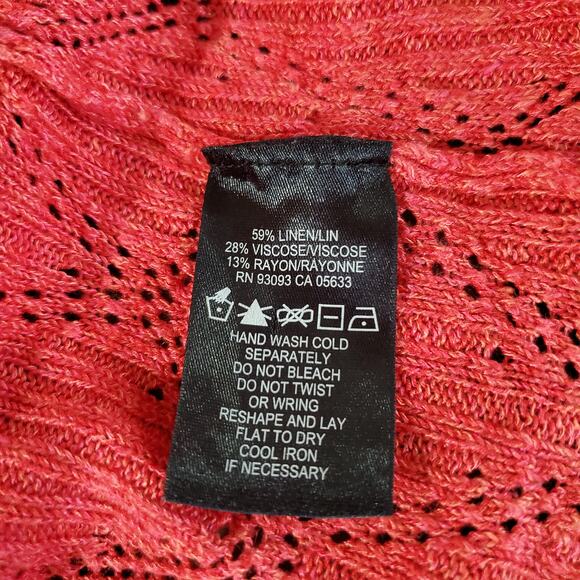 59% LINEN/LIN
28% VISCOSE/VISCOSE
13% RAYON/RAYONNE
RN 93093 CA 05633
HAND WASH COLD
SEPARATELY
DO NOT BLEACH
DO NOT TWIST
OR WRING
RESHAPE AND LAY
FLAT TO DRY
COOL IRON
IF NECESSARY